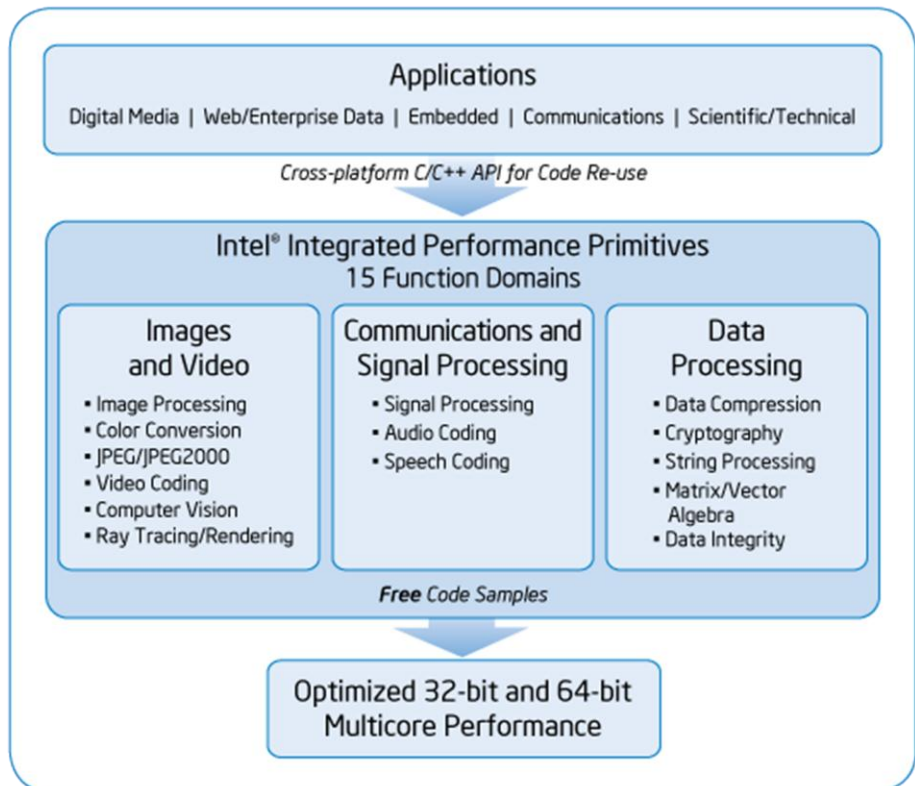 Applications
Digital Media | Web/Enterprise Data | Embedded | Communications | Scientific/Technical
Cross-platform C/C++ API for Code Re-use
Intel® Integrated Performance Primitives
15 Function Domains
Images
and Video
▪ Image Processing
▪ Color Conversion
▪ JPEG/JPEG2000
▪ Video Coding
▪ Computer Vision
▪ Ray Tracing/Rendering
Communications and
Signal Processing
▪ Signal Processing
▪ Audio Coding
▪ Speech Coding
Data
Processing
▪ Data Compression
▪ Cryptography
▪ String Processing
▪ Matrix/Vector
Algebra
▪ Data Integrity
Free Code Samples
Optimized 32-bit and 64-bit
Multicore Performance